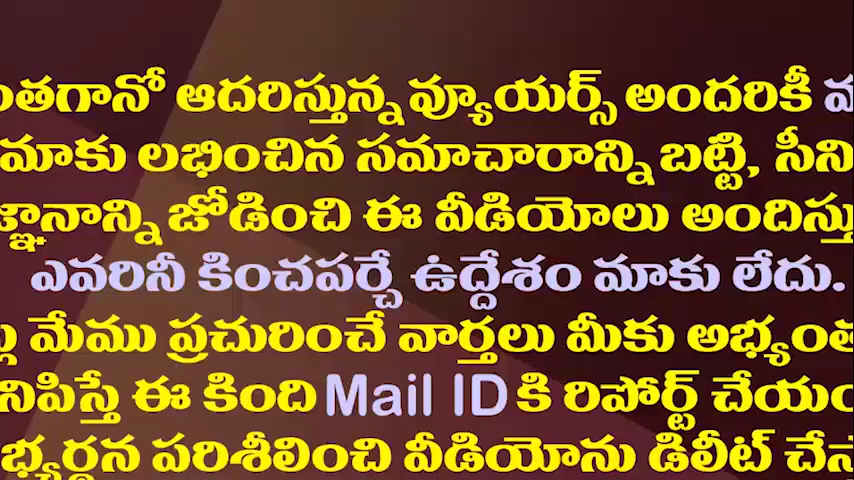 ంతగానో ఆదరిస్తున్న వ్యూయర్స్ అందరికీ
మాకు లభించిన సమాచారాన్ని బట్టి, సీని
జ్ఞానాన్ని జోడించి ఈ వీడియోలు అందిస్తు
ఎవరినీ కించపర్చే ఉద్దేశం మాకు లేదు.
మేము ప్రచురించే వార్తలు మీకు అభ్యంత
నిపిస్తే ఈ కింది Mail ID కి రిపోర్ట్ చేయం
భ్యర్థన పరిశీలించి వీడియోను డిలీట్ చేస